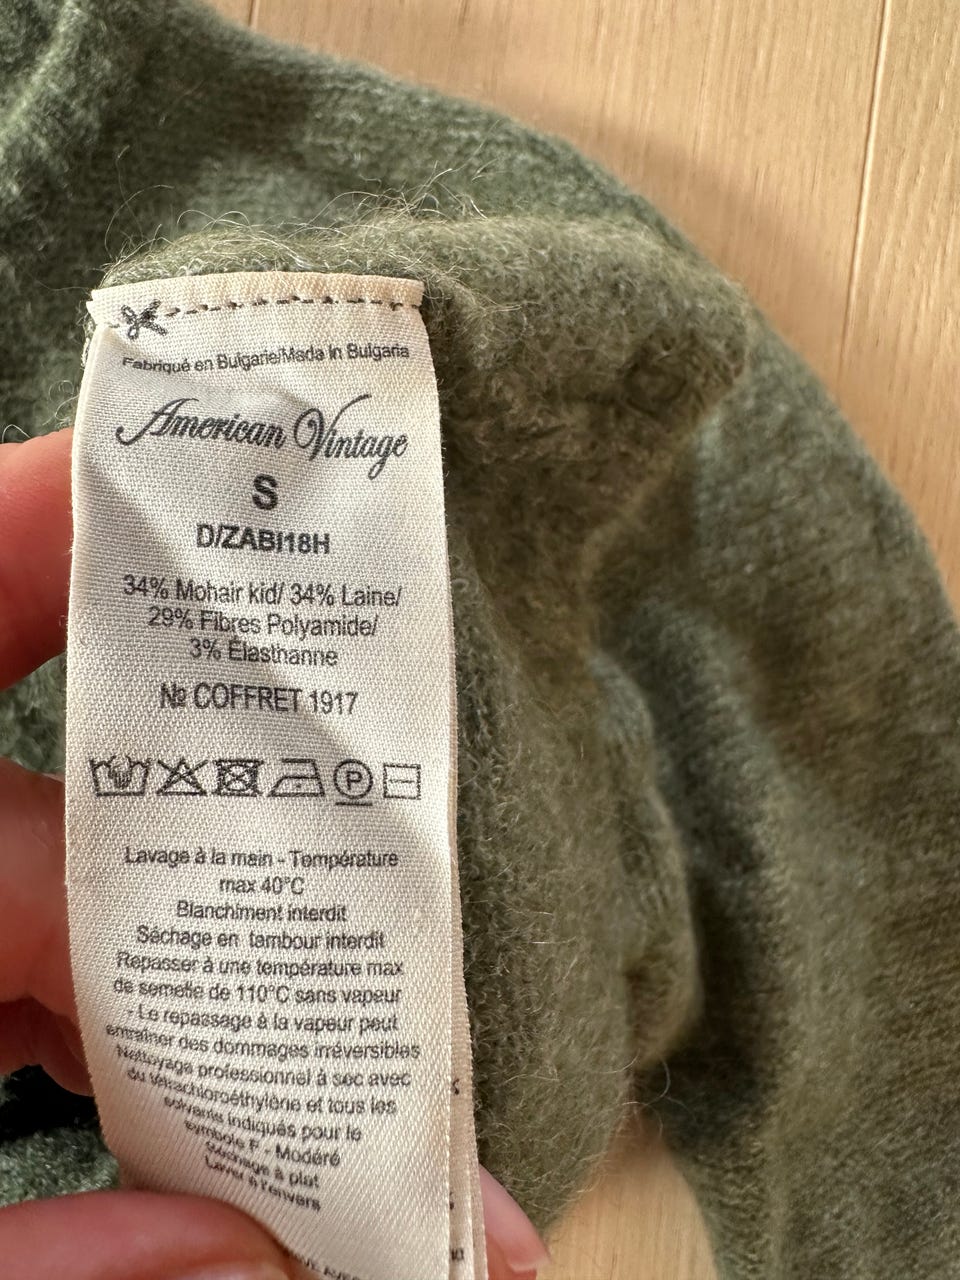 Fabriqué en Bulgarie/Made in Bulgaria
American Vintage
S
D/ZABI18H
34% Mohair kid/ 34% Laine/
29% Fibres Polyamide/
3% Élasthanne
№ COFFRET 1917
P
Lavage à la main - Température
max 40°C
Blanchiment interdit
Séchage en tambour interdit
Repasser à une température max
de semelle de 110°C sans vapeur
- Le repassage à la vapeur peut
entraîner des dommages irréversibles
Nettoyage professionnel à sec avec
du tétrachloroéthylène et tous les
solvants indiqués pour le
symbole F - Modéré
Séchage à plat
Laver à l'envers